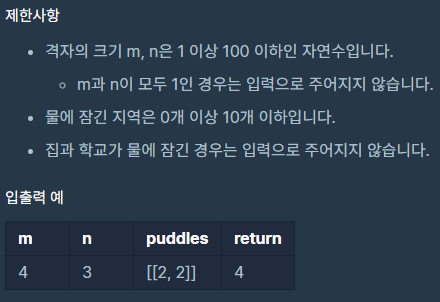 제한사항
격자의 크기 m, n은 1 이상 100 이하인 자연수입니다.
m과 n이 모두 1인 경우는 입력으로 주어지지 않습니다.
물에 잠긴 지역은 0개 이상 10개 이하입니다.
집과 학교가 물에 잠긴 경우는 입력으로 주어지지 않습니다.
입출력 예
m n puddles return
4 3 [[2, 2]] 4